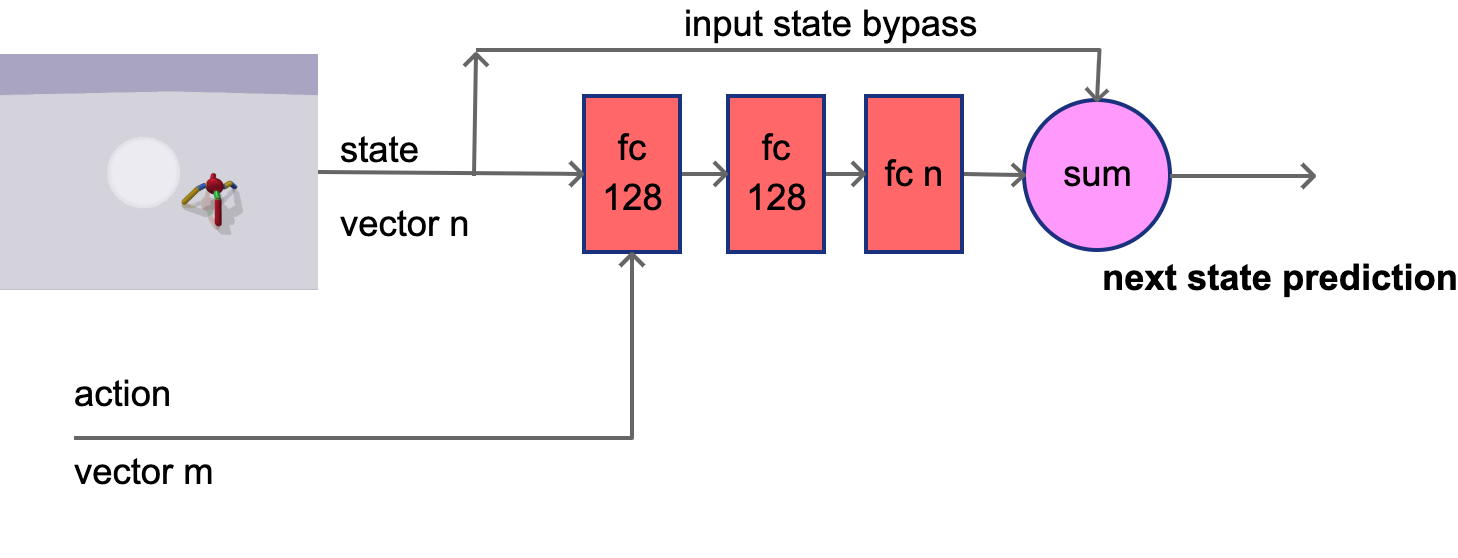 input state bypass
state
vector n
fc
128
fc
128
fc n
sum
next state prediction
action
vector m